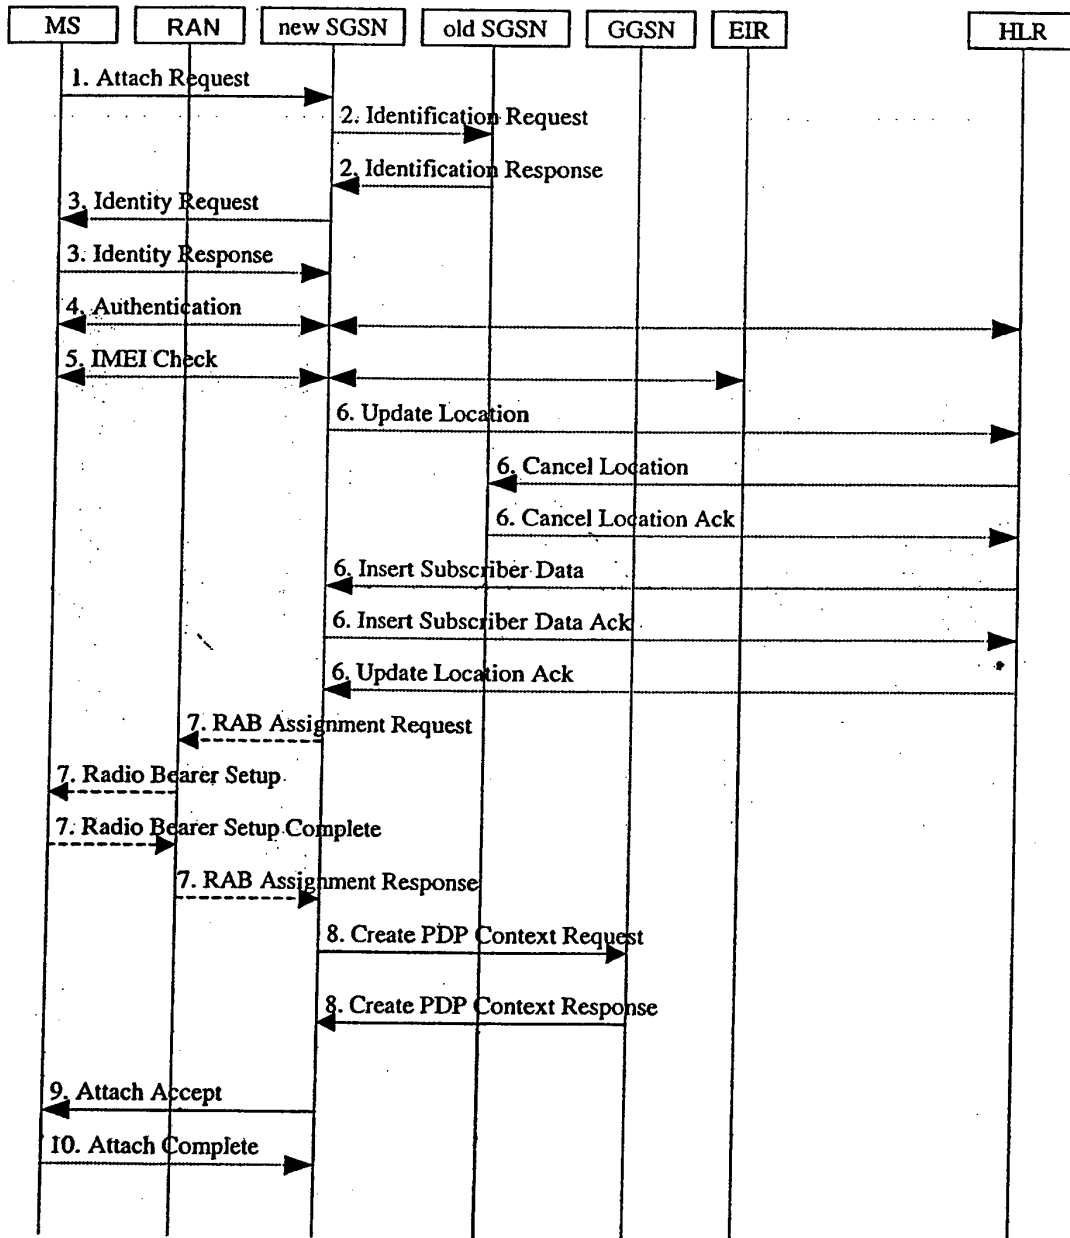 MS RAN new SGSN old SGSN GGSN EIR HLR
1. Attach Request
2. Identification Request
2. Identification Response
3. Identity Request
3. Identity Response
4. Authentication
5. IMEI Check
6. Update Location
6. Cancel Location
6. Cancel Location Ack
6. Insert Subscriber Data
6. Insert Subscriber Data Ack
6. Update Location Ack
7. RAB Assignment Request
7. Radio Bearer Setup
7. Radio Bearer Setup Complete
7. RAB Assignment Response
8. Create PDP Context Request
8. Create PDP Context Response
9. Attach Accept
10. Attach Complete